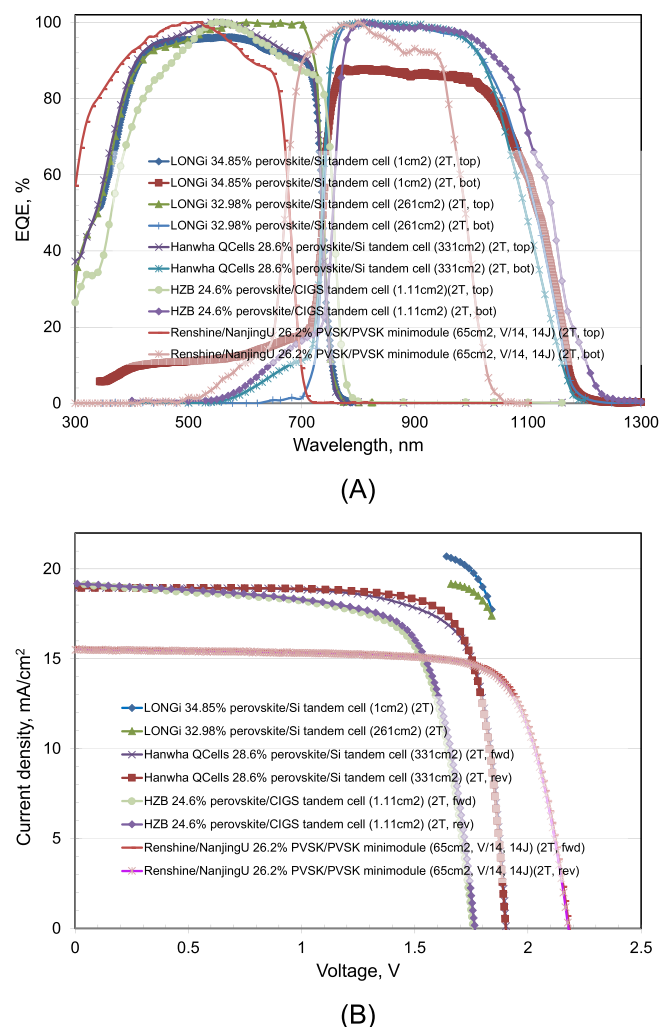 100
80
60
40
20
0
EQE, %
LONGi 34.85% perovskite/Si tandem cell (1cm2) (2T, top)
LONGi 34.85% perovskite/Si tandem cell (1cm2) (2T, bot)
LONGi 32.98% perovskite/Si tandem cell (261cm2) (2T, top)
LONGi 32.98% perovskite/Si tandem cell (261cm2) (2T, bot)
Hanwha QCells 28.6% perovskite/Si tandem cell (331cm2) (2T, top)
Hanwha QCells 28.6% perovskite/Si tandem cell (331cm2) (2T, bot)
HZB 24.6% perovskite/CIGS tandem cell (1.11cm2)(2T, top)
HZB 24.6% perovskite/CIGS tandem cell (1.11cm2) (2T, bot)
Renshine/NanjingU 26.2% PVSK/PVSK minimodule (65cm2, V/14, 14J) (2T, top)
Renshine/NanjingU 26.2% PVSK/PVSK minimodule (65cm2, V/14, 14J) (2T, bot)
300 500 700 900 1100 1300
Wavelength, nm
(A)
20
15
10
5
0
Current density, mA/cm²
LONGi 34.85% perovskite/Si tandem cell (1cm2) (2T)
LONGi 32.98% perovskite/Si tandem cell (261cm2) (2T)
Hanwha QCells 28.6% perovskite/Si tandem cell (331cm2) (2T, fwd)
Hanwha QCells 28.6% perovskite/Si tandem cell (331cm2) (2T, rev)
HZB 24.6% perovskite/CIGS tandem cell (1.11cm2) (2T, fwd)
HZB 24.6% perovskite/CIGS tandem cell (1.11cm2) (2T, rev)
Renshine/NanjingU 26.2% PVSK/PVSK minimodule (65cm2, V/14, 14J) (2T, fwd)
Renshine/NanjingU 26.2% PVSK/PVSK minimodule (65cm2, V/14, 14J)(2T, rev)
0 0.5 1 1.5 2 2.5
Voltage, V
(B)